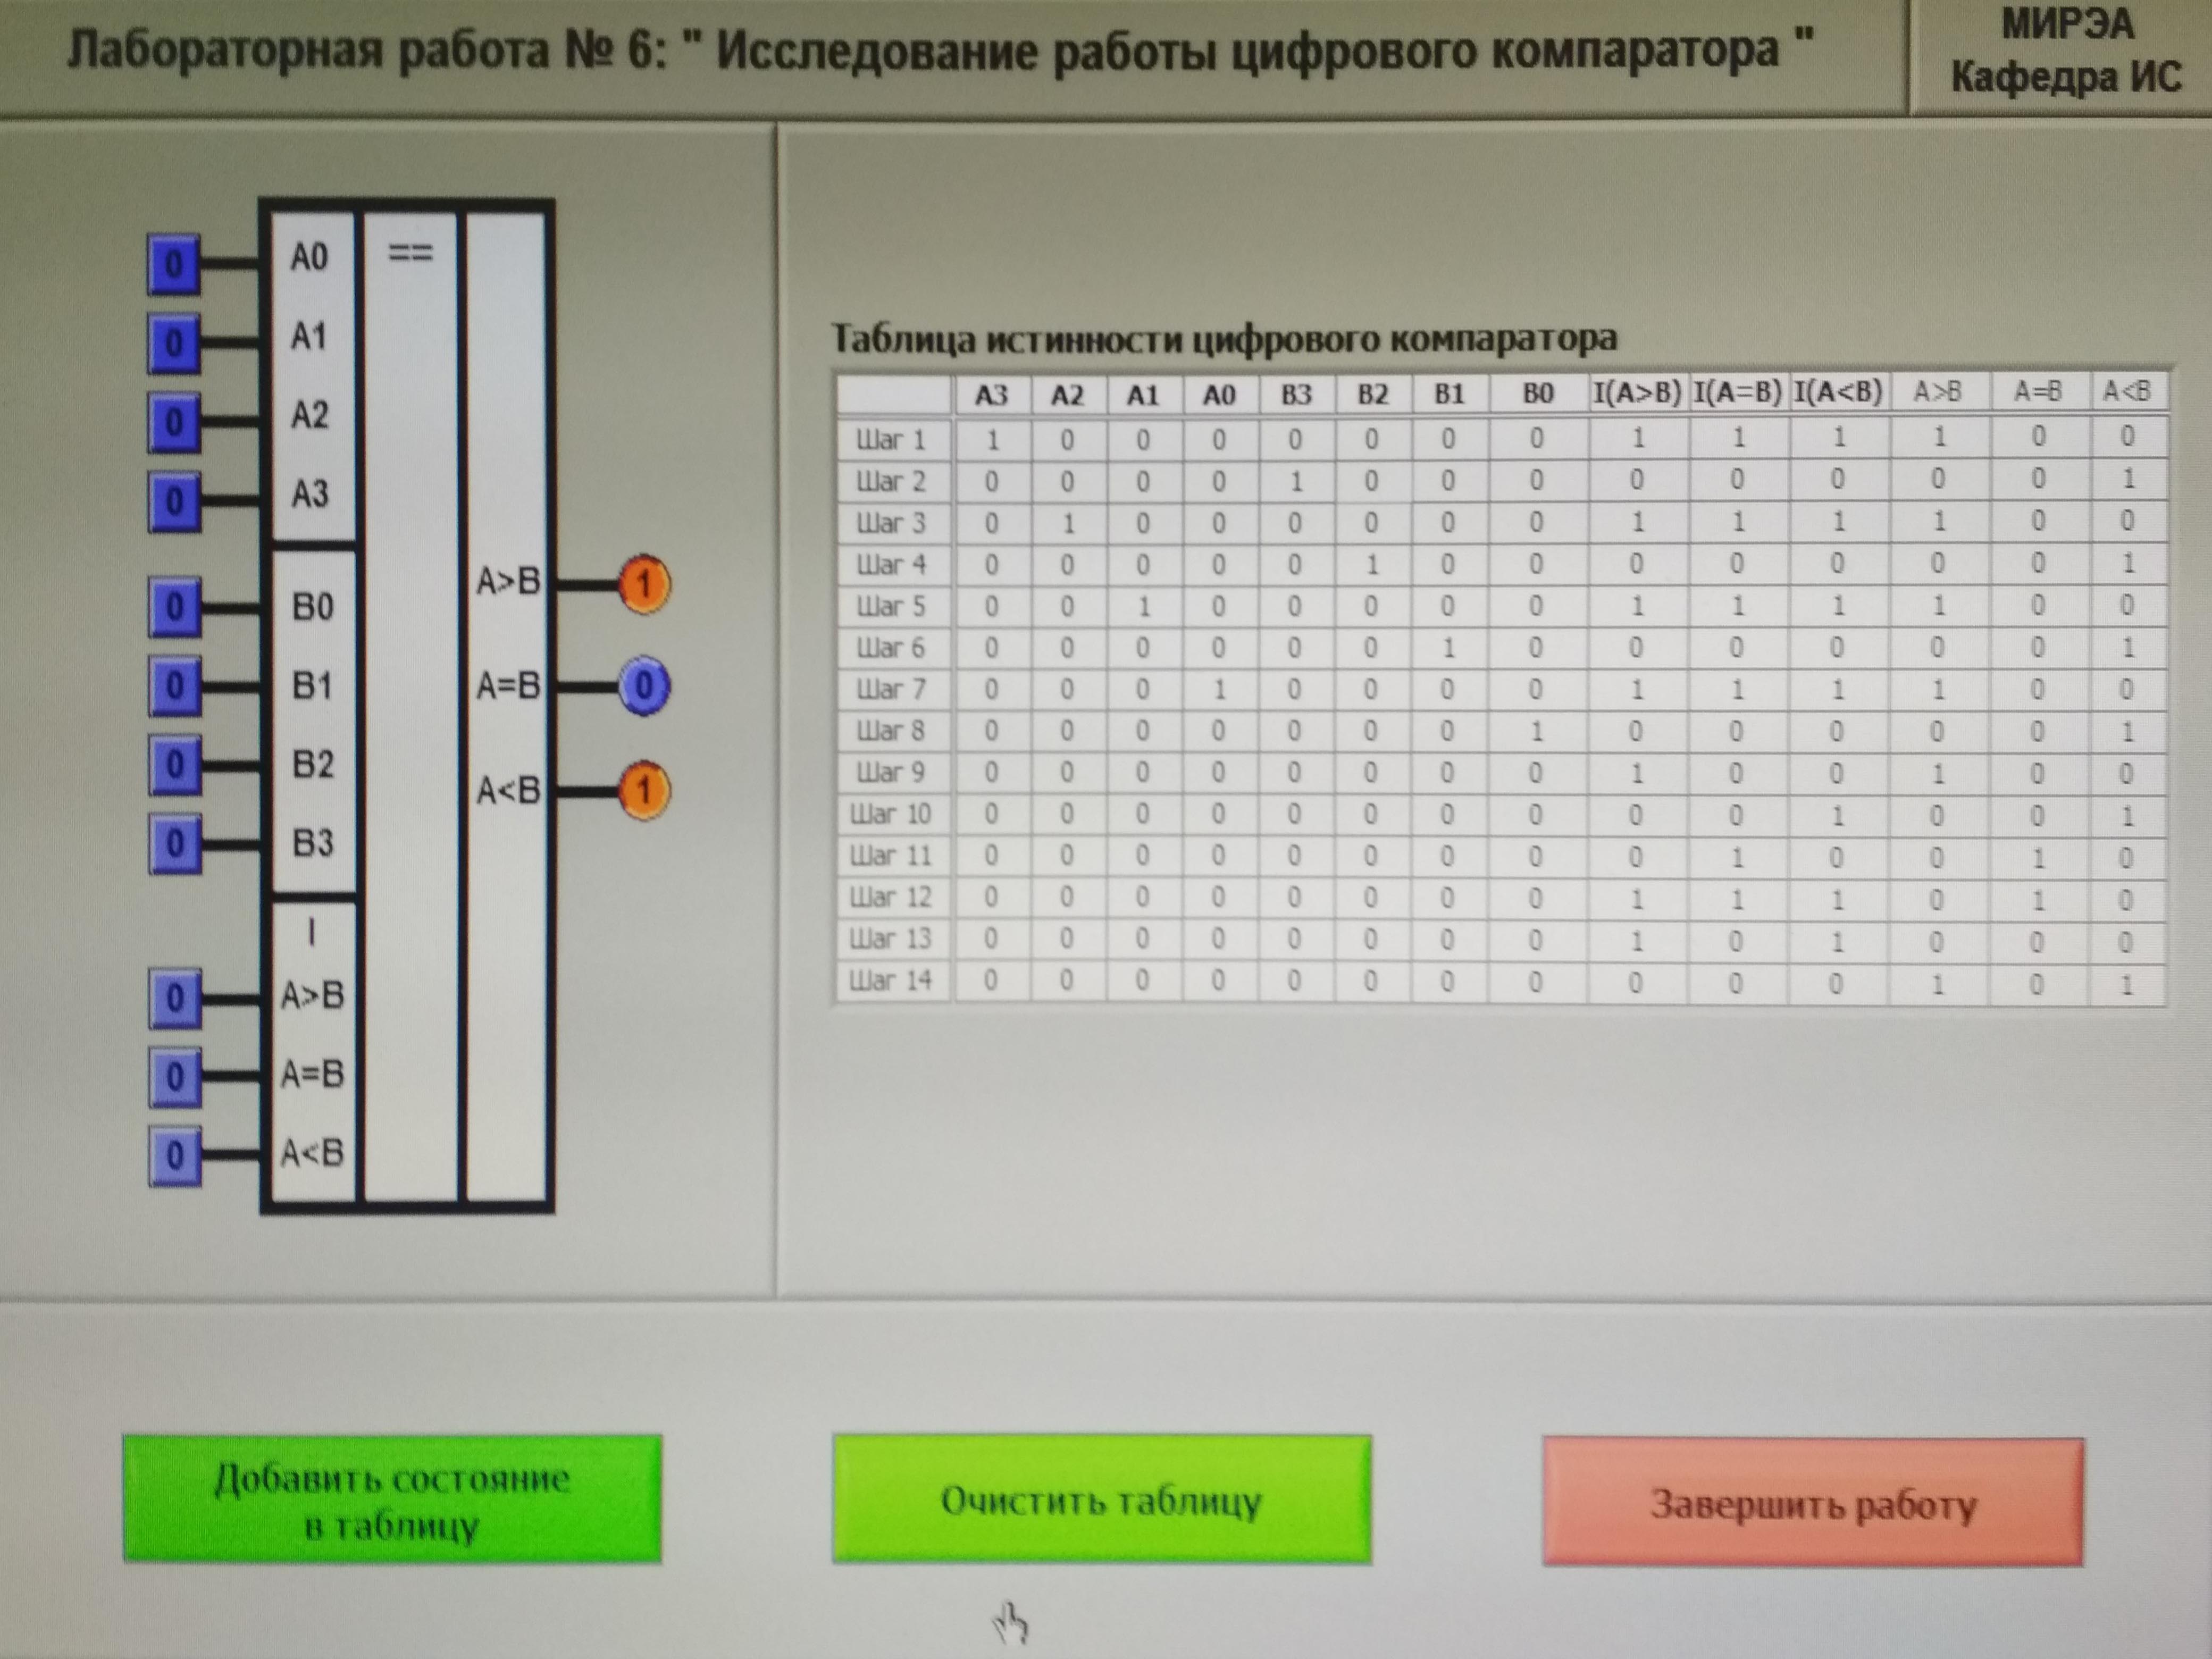 Лабораторная работа № 6: " Исследование работы цифрового компаратора "
МИРЭА
Кафедра ИС
0 A0 ==
0 A1
0 A2
0 A3
0 B0
0 B1
0 B2
0 B3
I
0 A>B
0 A=B
0 A<B
A>B 1
A=B 0
A<B 1
Таблица истинности цифрового компаратора
A3 A2 A1 A0 B3 B2 B1 B0 I(A>B) I(A=B) I(A<B) A>B A=B A<B
Шаг 1 1 0 0 0 0 0 0 0 1 1 1 1 0 0
Шаг 2 0 0 0 0 1 0 0 0 0 0 0 0 0 1
Шаг 3 0 1 0 0 0 0 0 0 1 1 1 1 0 0
Шаг 4 0 0 0 0 0 1 0 0 0 0 0 0 0 1
Шаг 5 0 0 1 0 0 0 0 0 1 1 1 1 0 0
Шаг 6 0 0 0 0 0 0 1 0 0 0 0 0 0 1
Шаг 7 0 0 0 1 0 0 0 0 1 1 1 1 0 0
Шаг 8 0 0 0 0 0 0 0 1 0 0 0 0 0 1
Шаг 9 0 0 0 0 0 0 0 0 1 0 0 1 0 0
Шаг 10 0 0 0 0 0 0 0 0 0 0 1 0 0 1
Шаг 11 0 0 0 0 0 0 0 0 0 1 0 0 1 0
Шаг 12 0 0 0 0 0 0 0 0 1 1 1 0 1 0
Шаг 13 0 0 0 0 0 0 0 0 1 0 1 0 0 0
Шаг 14 0 0 0 0 0 0 0 0 0 0 0 1 0 1
Добавить состояние
в таблицу
Очистить таблицу
Завершить работу